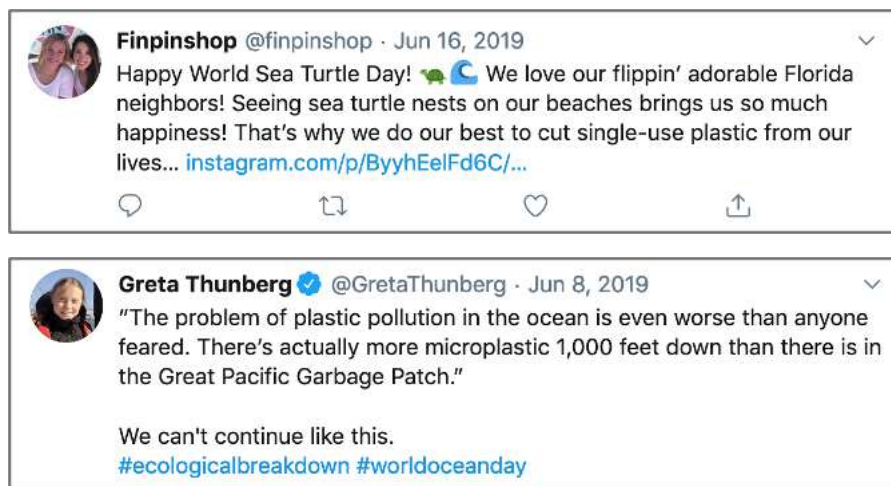 Finpinshop @finpinshop · Jun 16, 2019
Happy World Sea Turtle Day! 🐢🌊 We love our flippin’ adorable Florida
neighbors! Seeing sea turtle nests on our beaches brings us so much
happiness! That’s why we do our best to cut single-use plastic from our
lives... instagram.com/p/ByyhEelFd6C/...
Greta Thunberg @GretaThunberg · Jun 8, 2019
”The problem of plastic pollution in the ocean is even worse than anyone
feared. There’s actually more microplastic 1,000 feet down than there is in
the Great Pacific Garbage Patch.”
We can't continue like this.
#ecologicalbreakdown #worldoceanday